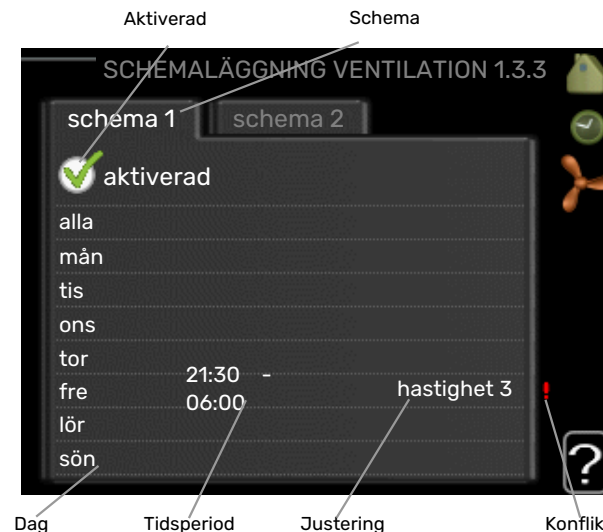 Aktiverad Schema
SCHEMALÄGGNING VENTILATION 1.3.3
schema 1 schema 2
aktiverad
alla
mån
tis
ons
tor
fre 21:30 - 06:00 hastighet 3 !
lör
sön
?
Dag Tidsperiod Justering Konflik